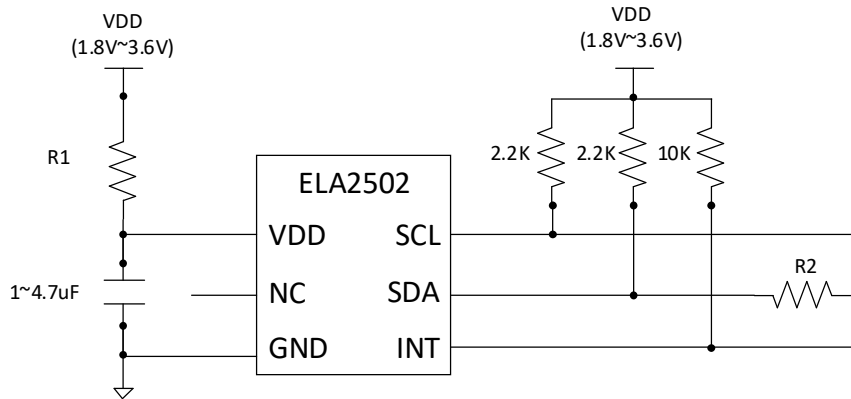 VDD
(1.8V~3.6V)
VDD
(1.8V~3.6V)
R1
2.2K
2.2K
10K
ELA2502
VDD
SCL
R2
1~4.7uF
NC
SDA
GND
INT